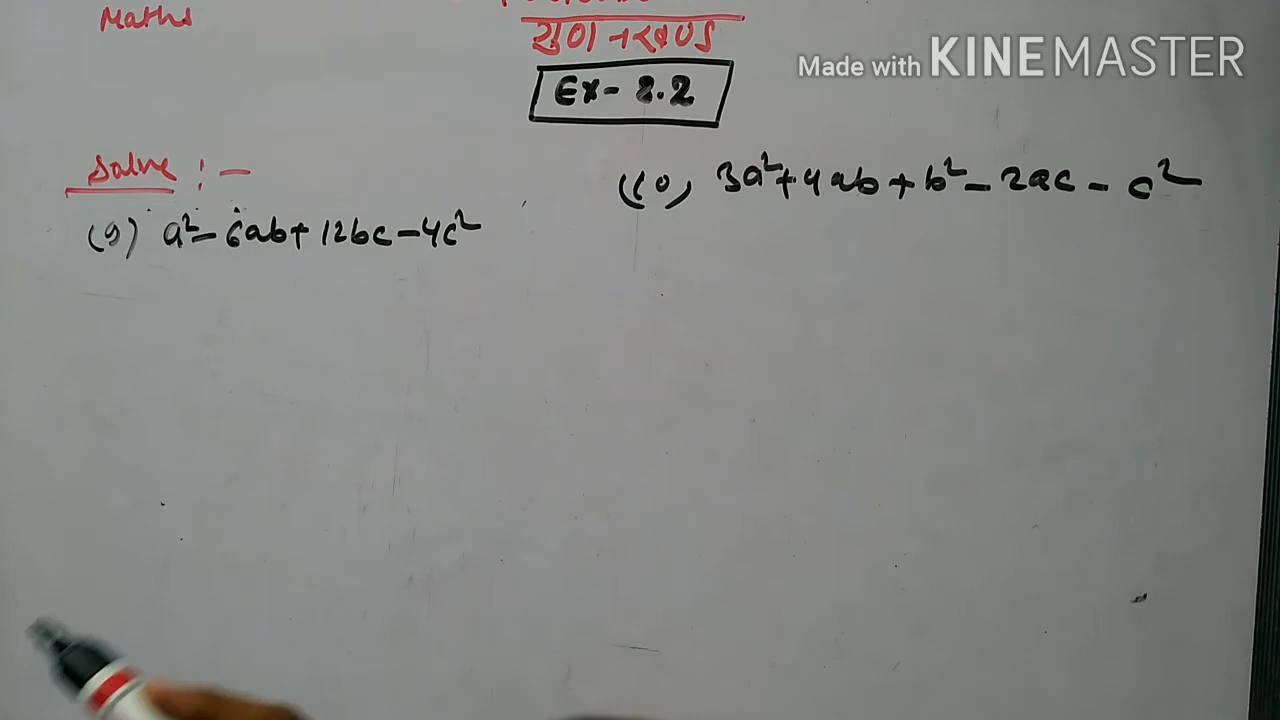 Maths
गुणनखण्ड
Made with KINEMASTER
Ex - 8.2
Solve :-
(9) a² - 6ab + 12bc - 4c²
(10) 3a² + 4ab + b² - 2ac - c²